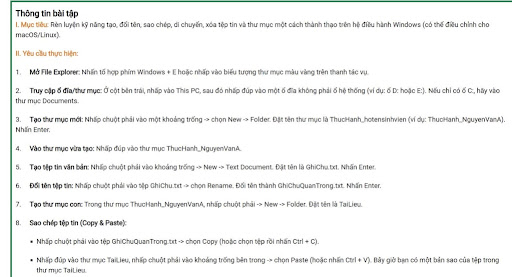 Thông tin bài tập
I. Mục tiêu: Rèn luyện kỹ năng tạo, đổi tên, sao chép, di chuyển, xóa tệp tin và thư mục một cách thành thạo trên hệ điều hành Windows (có thể điều chỉnh cho
macOS/Linux).
II. Yêu cầu thực hiện:
1. Mở File Explorer: Nhấn tổ hợp phím Windows + E hoặc nhấp vào biểu tượng thư mục màu vàng trên thanh tác vụ.
2. Truy cập ổ đĩa/thư mục: Ở cột bên trái, nhấp vào This PC, sau đó nhấp đúp vào một ổ đĩa không phải ổ hệ thống (ví dụ: ổ D: hoặc E:). Nếu chỉ có ổ C:, hãy vào
thư mục Documents.
3. Tạo thư mục mới: Nhấp chuột phải vào một khoảng trống -> chọn New -> Folder. Đặt tên thư mục là ThucHanh_hotensinhvien (ví dụ: ThucHanh_NguyenVanA).
Nhấn Enter.
4. Vào thư mục vừa tạo: Nhấp đúp vào thư mục ThucHanh_NguyenVanA.
5. Tạo tệp tin văn bản: Nhấp chuột phải vào khoảng trống -> New -> Text Document. Đặt tên là GhiChu.txt. Nhấn Enter.
6. Đổi tên tệp tin: Nhấp chuột phải vào tệp GhiChu.txt -> chọn Rename. Đổi tên thành GhiChuQuanTrong.txt. Nhấn Enter.
7. Tạo thư mục con: Trong thư mục ThucHanh_NguyenVanA, nhấp chuột phải -> New -> Folder. Đặt tên là TaiLieu.
8. Sao chép tệp tin (Copy & Paste):
• Nhấp chuột phải vào tệp GhiChuQuanTrong.txt -> chọn Copy (hoặc chọn tệp rồi nhấn Ctrl + C).
• Nhấp đúp vào thư mục TaiLieu, nhấp chuột phải vào khoảng trống bên trong -> chọn Paste (hoặc nhấn Ctrl + V). Bây giờ bạn có một bản sao của tệp trong
thư mục TaiLieu.